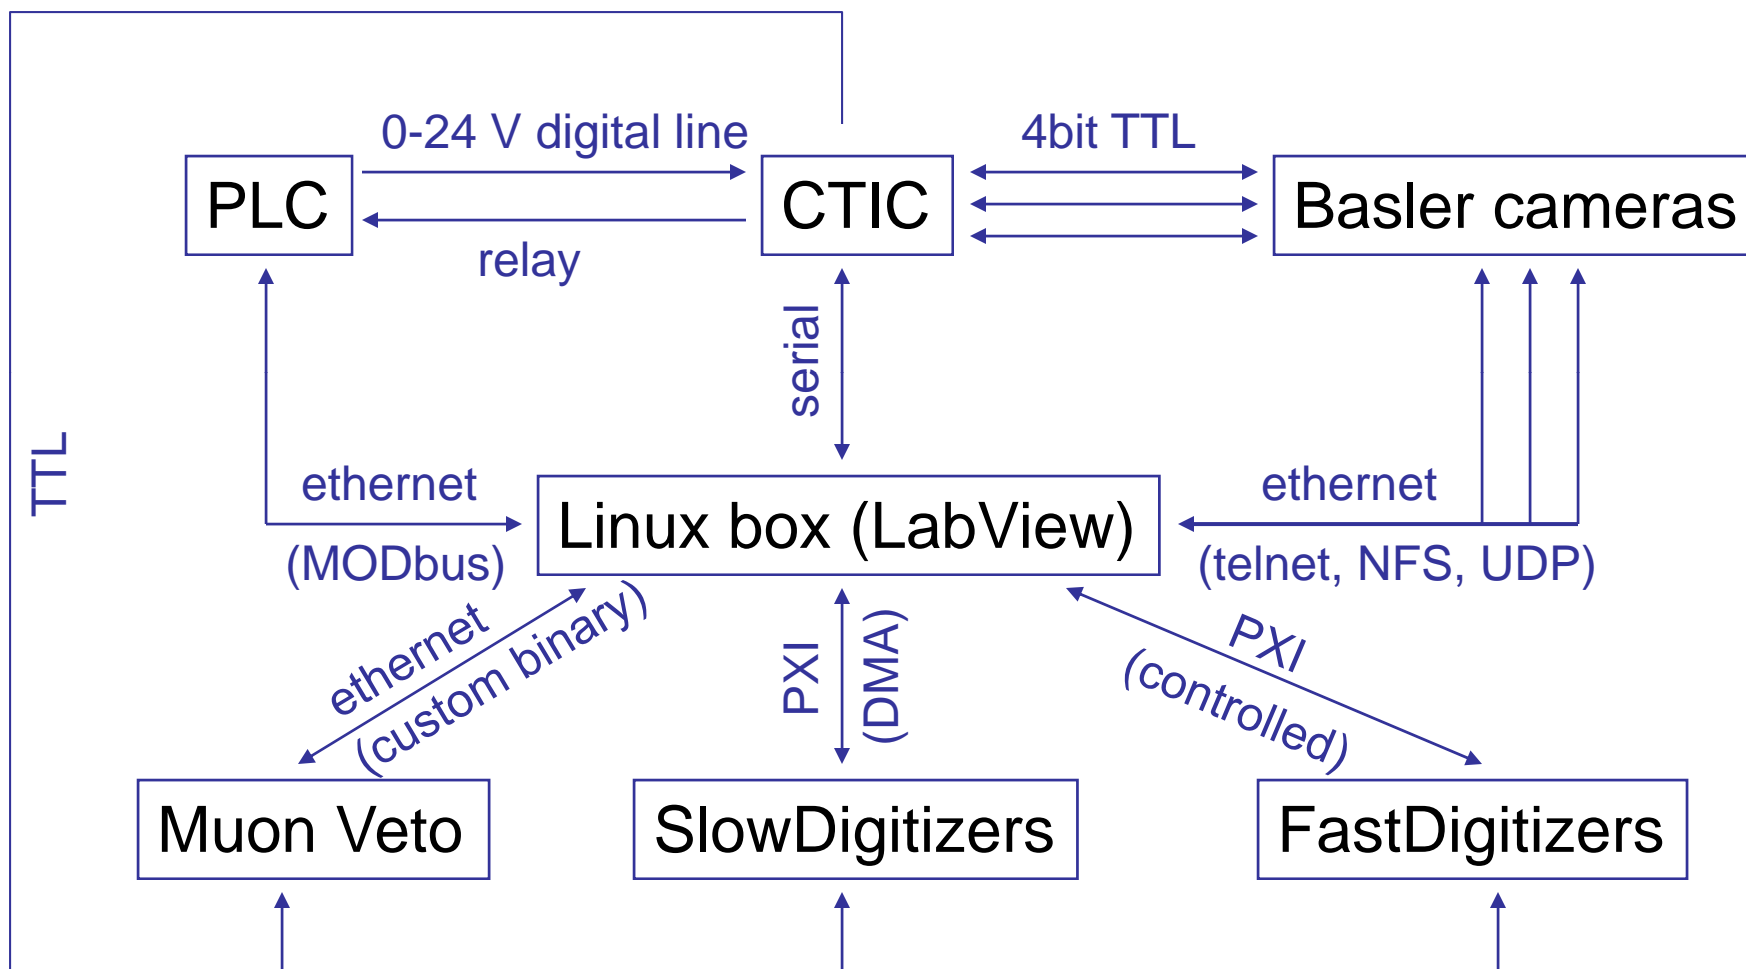 0-24 V digital line
4bit TTL
PLC
CTIC
Basler cameras
relay
serial
TTL
ethernet
Linux box (LabView)
ethernet
(MODbus)
(telnet, NFS, UDP)
ethernet
(custom binary)
PXI
(DMA)
PXI
(controlled)
Muon Veto
SlowDigitizers
FastDigitizers